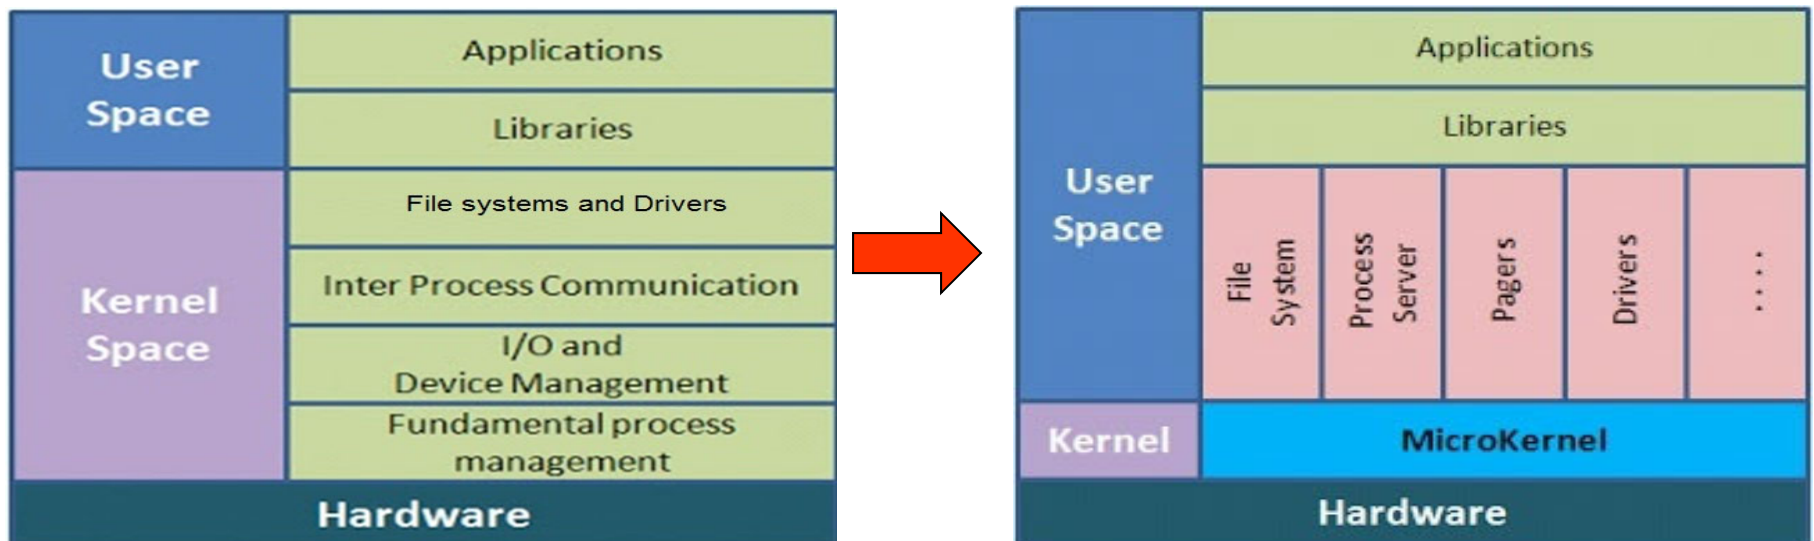 User
Space
Applications
Libraries
Kernel
Space
File systems and Drivers
Inter Process Communication
I/O and
Device Management
Fundamental process
management
Hardware
User
Space
Applications
Libraries
File
System
Process
Server
Pagers
Drivers
.....
Kernel
MicroKernel
Hardware